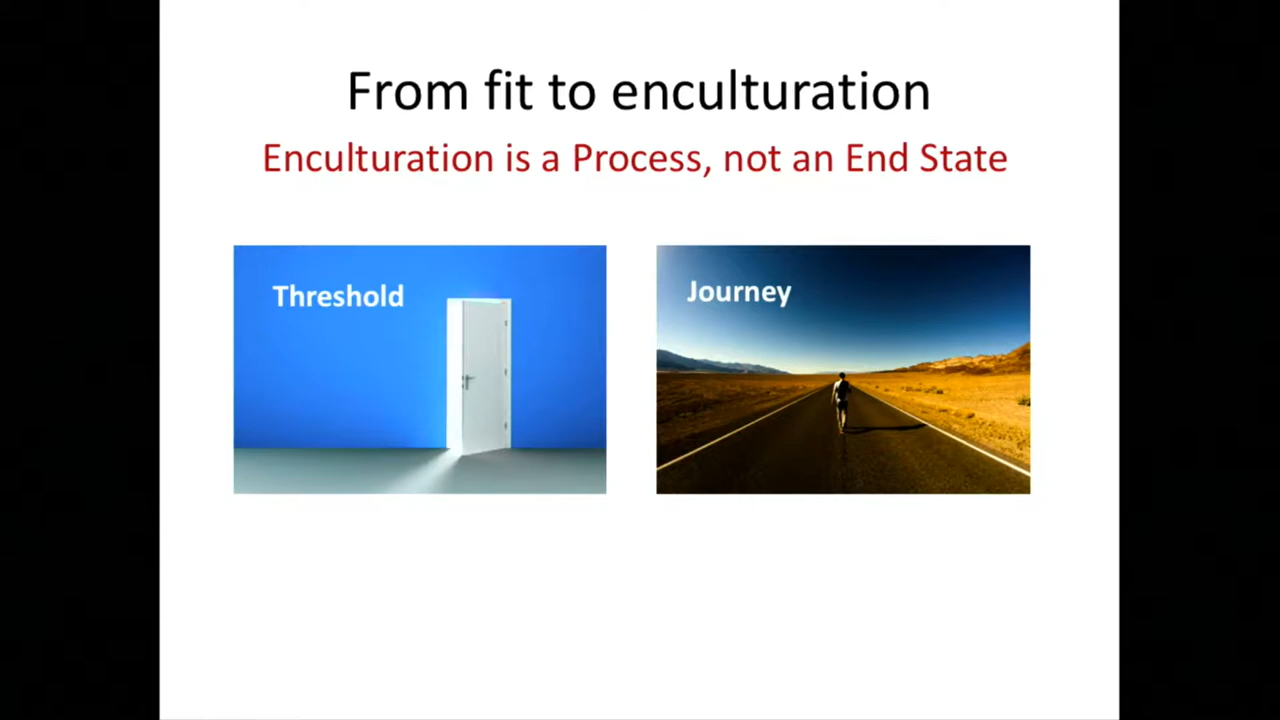 From fit to enculturation
Enculturation is a Process, not an End State
Threshold
Journey